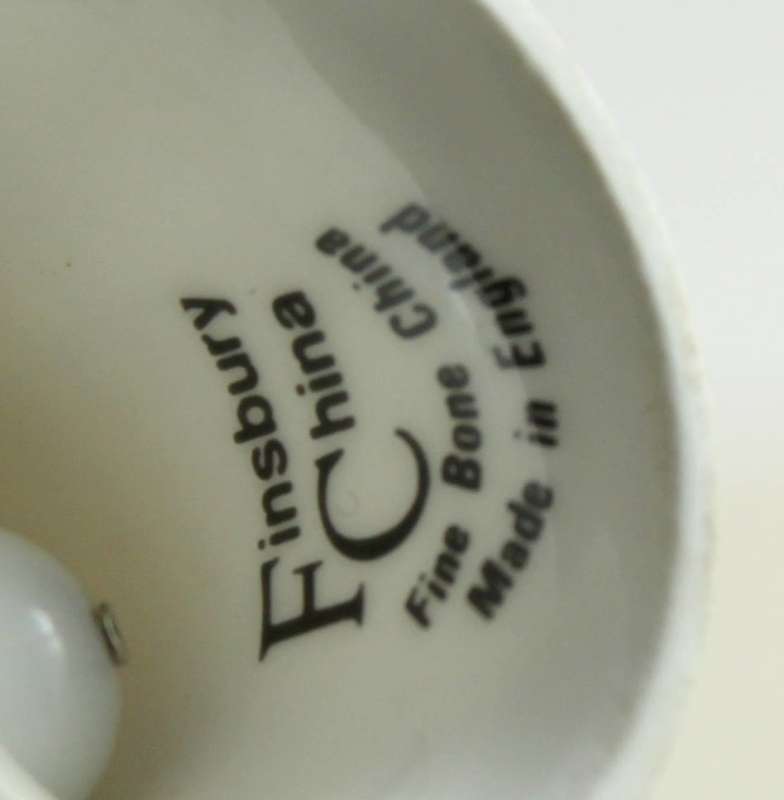 Finsbury
China
Fine Bone China
Made in England